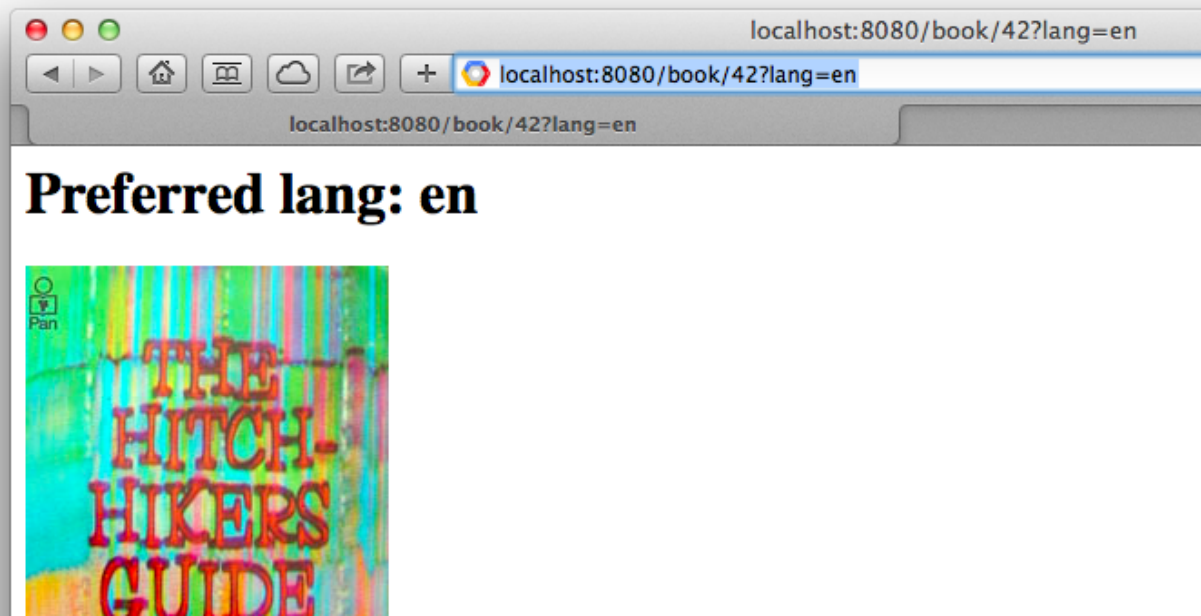 localhost:8080/book/42?lang=en
localhost:8080/book/42?lang=en
localhost:8080/book/42?lang=en
Preferred lang: en
Pan
THE
HITCH-
HIKERS
GUIDE